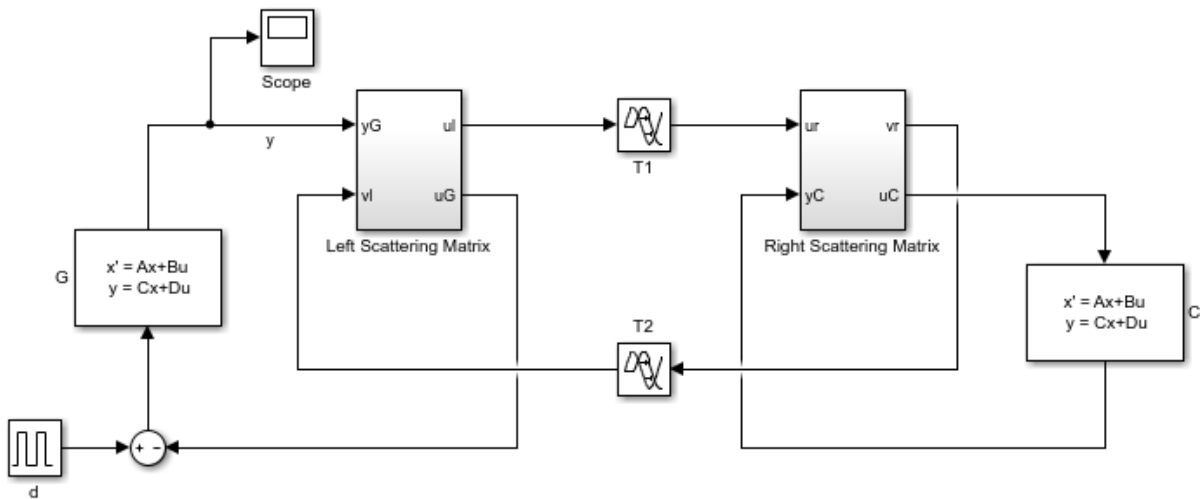 Scope
yG
ul
y
vl
uG
Left Scattering Matrix
T1
ur
vr
yC
uC
Right Scattering Matrix
G
x' = Ax+Bu
y = Cx+Du
T2
x' = Ax+Bu
y = Cx+Du
C
+ −
d